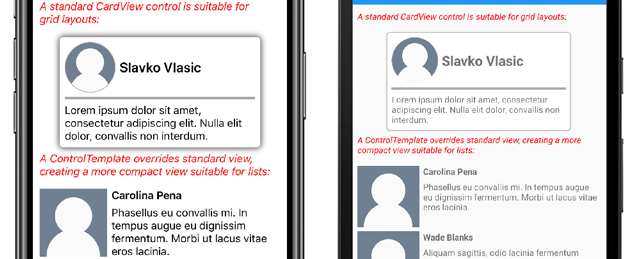 A standard CardView control is suitable for
grid layouts:
Slavko Vlasic
Lorem ipsum dolor sit amet,
consectetur adipiscing elit. Nulla elit
dolor, convallis non interdum.
A ControlTemplate overrides standard view,
creating a more compact view suitable for lists:
Carolina Pena
Phasellus eu convallis mi. In
tempus augue eu dignissim
fermentum. Morbi ut lacus vitae
eros lacinia.
A standard CardView control is suitable for grid layouts:
Slavko Vlasic
Lorem ipsum dolor sit amet, consectetur
adipiscing elit. Nulla elit dolor, convallis non
interdum.
A ControlTemplate overrides standard view, creating a more
compact view suitable for lists:
Carolina Pena
Phasellus eu convallis mi. In tempus augue
eu dignissim fermentum. Morbi ut lacus vitae
eros lacinia.
Wade Blanks
Aliquam sagittis, odio lacinia fermentum